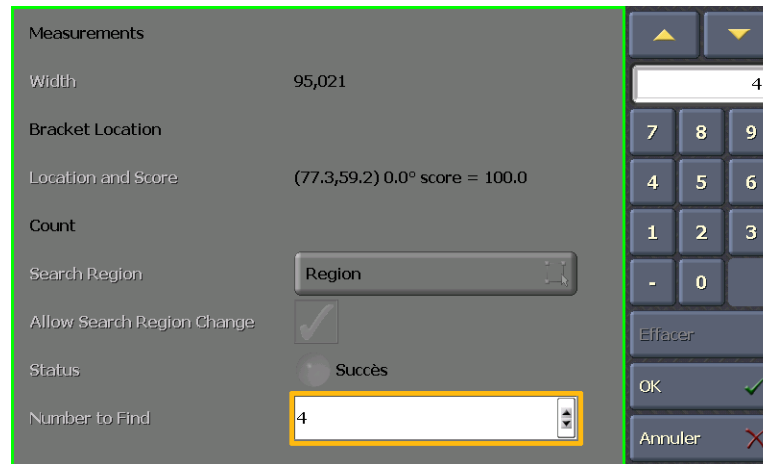 Measurements
Width 95,021
Bracket Location
Location and Score (77.3,59.2) 0.0° score = 100.0
Count
Search Region Region
Allow Search Region Change
Status Succès
Number to Find 4
4
7 8 9
4 5 6
1 2 3
- 0
Effacer
OK
Annuler